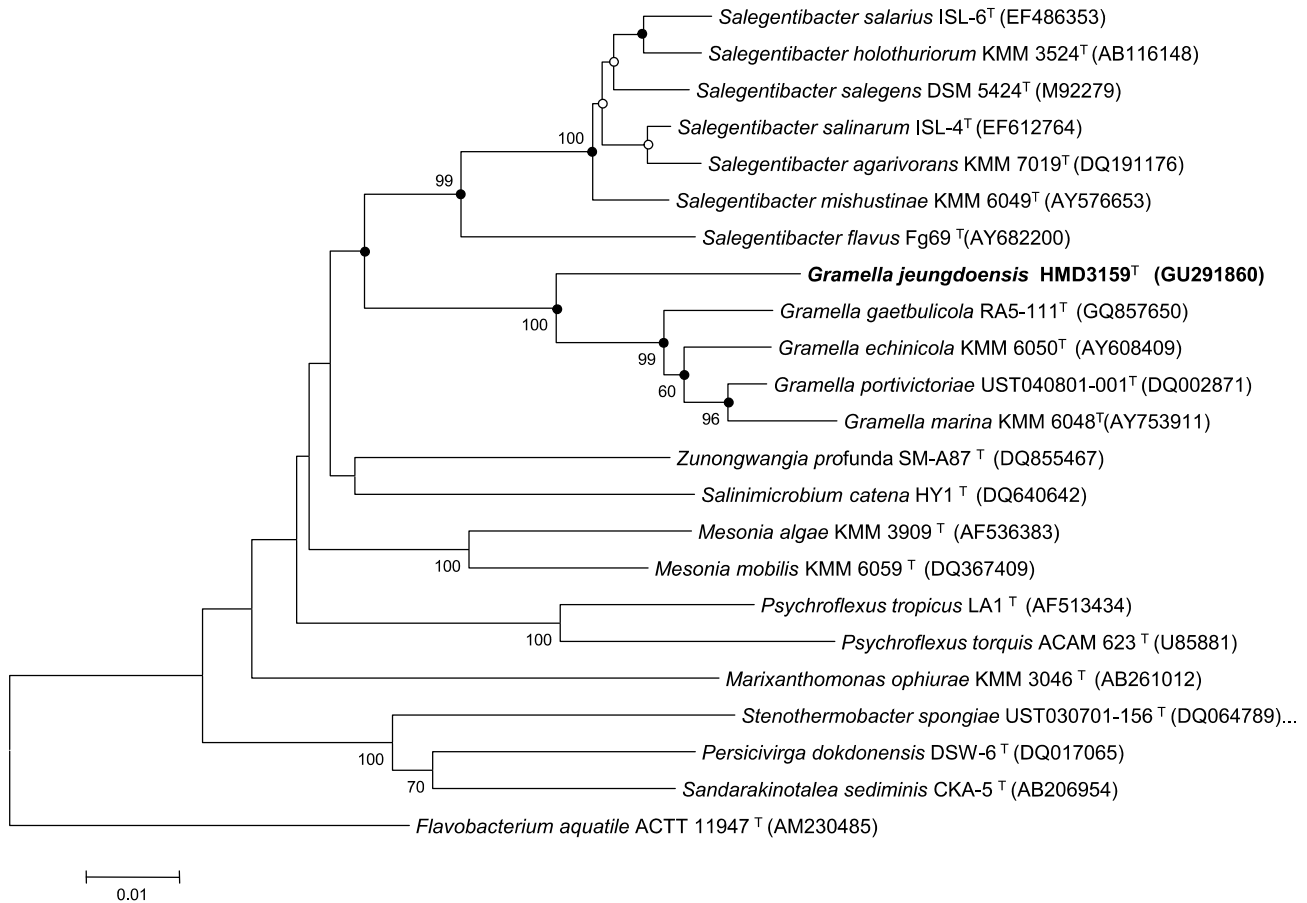 Salegentibacter salarius ISL-6ᵀ (EF486353)
Salegentibacter holothuriorum KMM 3524ᵀ (AB116148)
Salegentibacter salegens DSM 5424ᵀ (M92279)
Salegentibacter salinarum ISL-4ᵀ (EF612764)
100
Salegentibacter agarivorans KMM 7019ᵀ (DQ191176)
99
Salegentibacter mishustinae KMM 6049ᵀ (AY576653)
Salegentibacter flavus Fg69 ᵀ(AY682200)
Gramella jeungdoensis HMD3159ᵀ (GU291860)
Gramella gaetbulicola RA5-111ᵀ (GQ857650)
100
Gramella echinicola KMM 6050ᵀ (AY608409)
99
Gramella portivictoriae UST040801-001ᵀ (DQ002871)
60
Gramella marina KMM 6048ᵀ(AY753911)
96
Zunongwangia profunda SM-A87 ᵀ (DQ855467)
Salinimicrobium catena HY1 ᵀ (DQ640642)
Mesonia algae KMM 3909 ᵀ (AF536383)
Mesonia mobilis KMM 6059 ᵀ (DQ367409)
100
Psychroflexus tropicus LA1 ᵀ (AF513434)
Psychroflexus torquis ACAM 623 ᵀ (U85881)
100
Marixanthomonas ophiurae KMM 3046 ᵀ (AB261012)
Stenothermobacter spongiae UST030701-156 ᵀ (DQ064789)...
Persicivirga dokdonensis DSW-6 ᵀ (DQ017065)
100
Sandarakinotalea sediminis CKA-5 ᵀ (AB206954)
70
Flavobacterium aquatile ACTT 11947 ᵀ (AM230485)
0.01